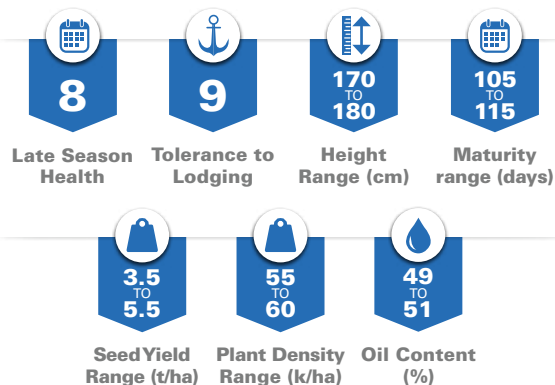 8
Late Season
Health
9
Tolerance to
Lodging
170
TO
180
Height
Range (cm)
105
TO
115
Maturity
range (days)
3.5
TO
5.5
Seed Yield
Range (t/ha)
55
TO
60
Plant Density
Range (k/ha)
49
TO
51
Oil Content
(%)